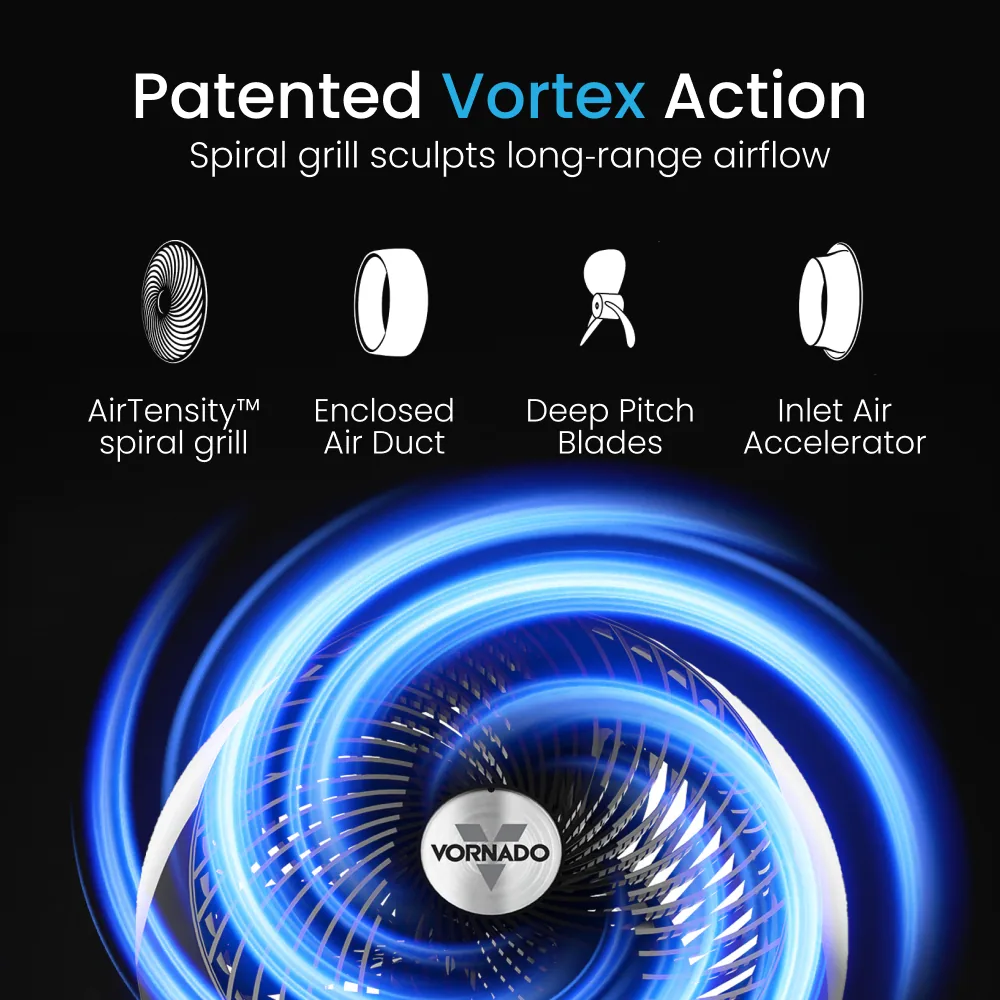 Patented Vortex Action
Spiral grill sculpts long-range airflow
AirTensity™
spiral grill
Enclosed
Air Duct
Deep Pitch
Blades
Inlet Air
Accelerator
VORNADO